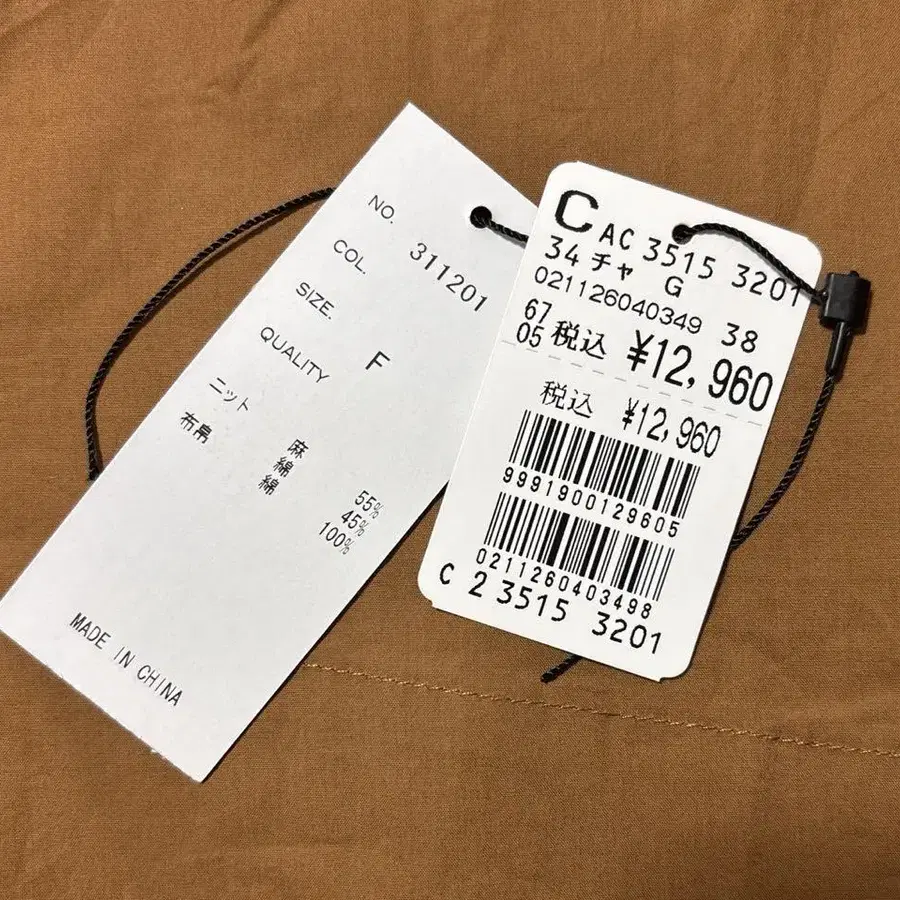 NO. 311201
COL.
SIZE. F
QUALITY
ニット 麻 55%
綿 45%
布帛 綿 100%
MADE IN CHINA
C AC 3515 3201
34 チャ G
021126040349 38
67
05 税込 ¥12,960
税込 ¥12,960
9991900129605
0211260403498
C 2 3515 3201